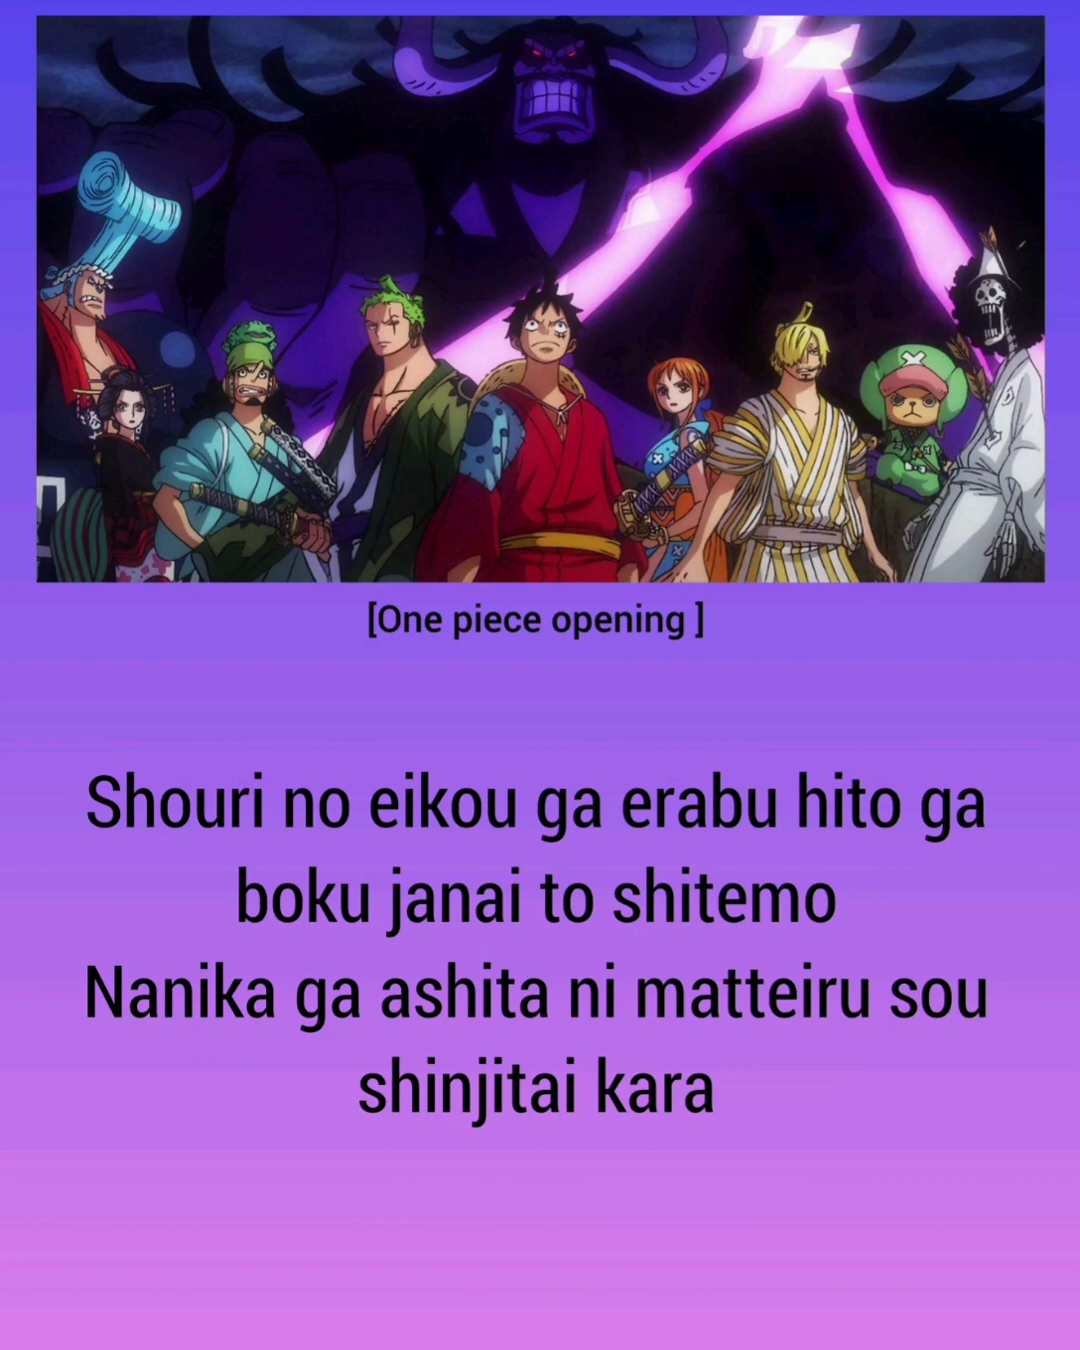 [One piece opening ]
Shouri no eikou ga erabu hito ga
boku janai to shitemo
Nanika ga ashita ni matteiru sou
shinjitai kara